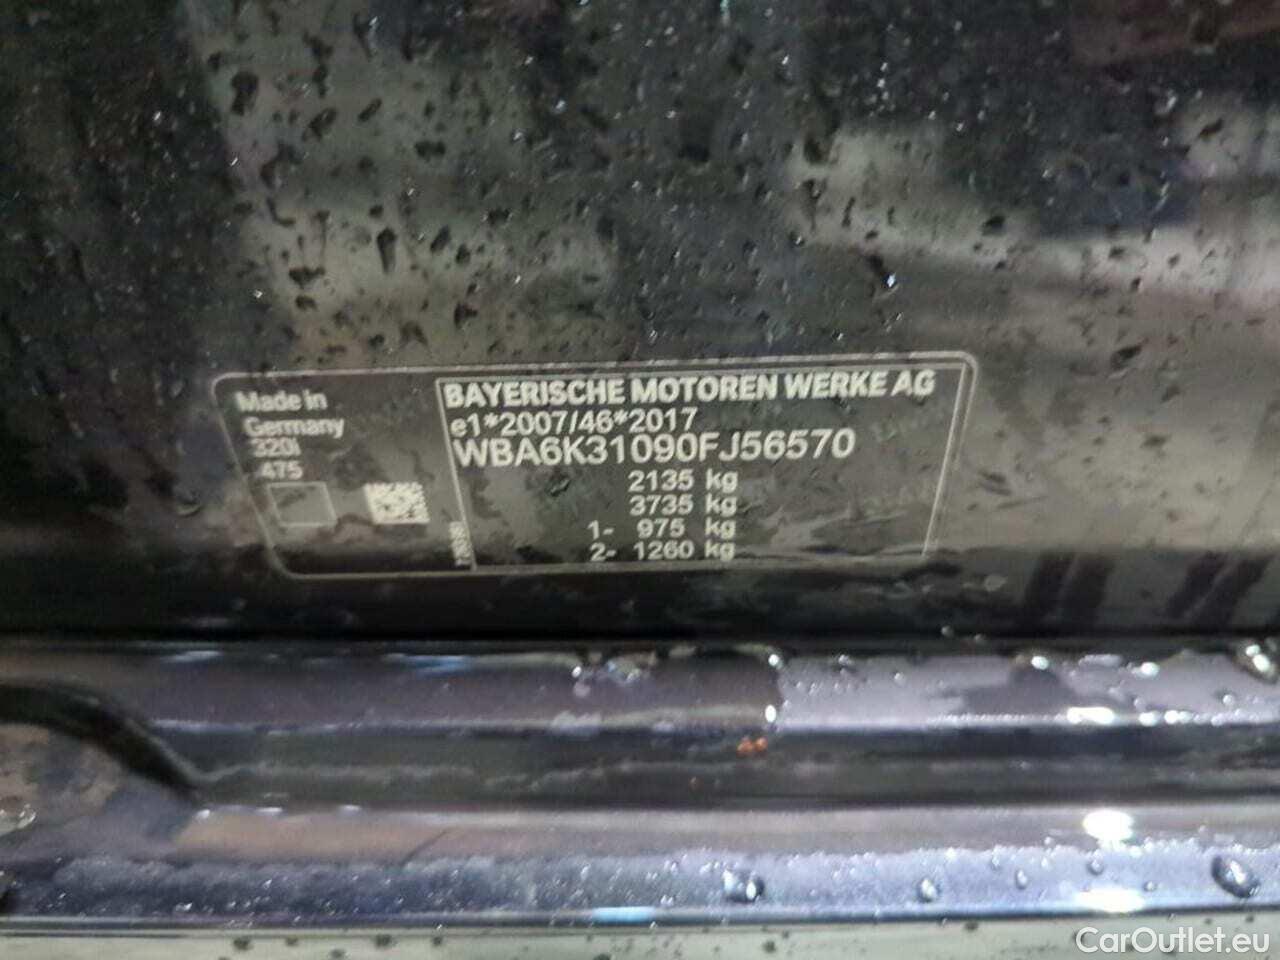 Made in
Germany
320i
475
BAYERISCHE MOTOREN WERKE AG
e1*2007/46*2017
WBA6K31090FJ56570
2135 kg
3735 kg
1- 975 kg
2- 1260 kg
CarOutlet.eu